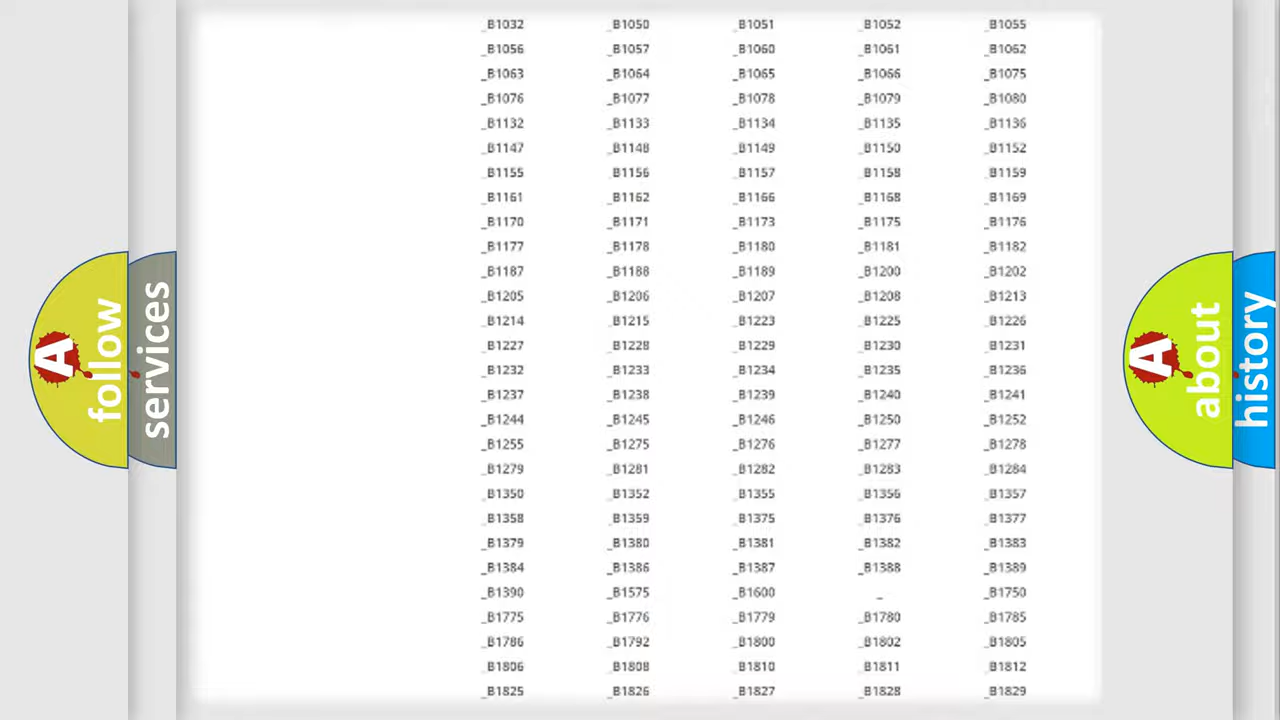 _B1032 _B1050 _B1051 _B1052 _B1055
_B1056 _B1057 _B1060 _B1061 _B1062
_B1063 _B1064 _B1065 _B1066 _B1075
_B1076 _B1077 _B1078 _B1079 _B1080
_B1132 _B1133 _B1134 _B1135 _B1136
_B1147 _B1148 _B1149 _B1150 _B1152
_B1155 _B1156 _B1157 _B1158 _B1159
_B1161 _B1162 _B1166 _B1168 _B1169
_B1170 _B1171 _B1173 _B1175 _B1176
_B1177 _B1178 _B1180 _B1181 _B1182
_B1187 _B1188 _B1189 _B1200 _B1202
_B1205 _B1206 _B1207 _B1208 _B1213
_B1214 _B1215 _B1223 _B1225 _B1226
_B1227 _B1228 _B1229 _B1230 _B1231
_B1232 _B1233 _B1234 _B1235 _B1236
_B1237 _B1238 _B1239 _B1240 _B1241
_B1244 _B1245 _B1246 _B1250 _B1252
_B1255 _B1275 _B1276 _B1277 _B1278
_B1279 _B1281 _B1282 _B1283 _B1284
_B1350 _B1352 _B1355 _B1356 _B1357
_B1358 _B1359 _B1375 _B1376 _B1377
_B1379 _B1380 _B1381 _B1382 _B1383
_B1384 _B1386 _B1387 _B1388 _B1389
_B1390 _B1575 _B1600 _ _B1750
_B1775 _B1776 _B1779 _B1780 _B1785
_B1786 _B1792 _B1800 _B1802 _B1805
_B1806 _B1808 _B1810 _B1811 _B1812
_B1825 _B1826 _B1827 _B1828 _B1829
A
follow
services
A
about
history